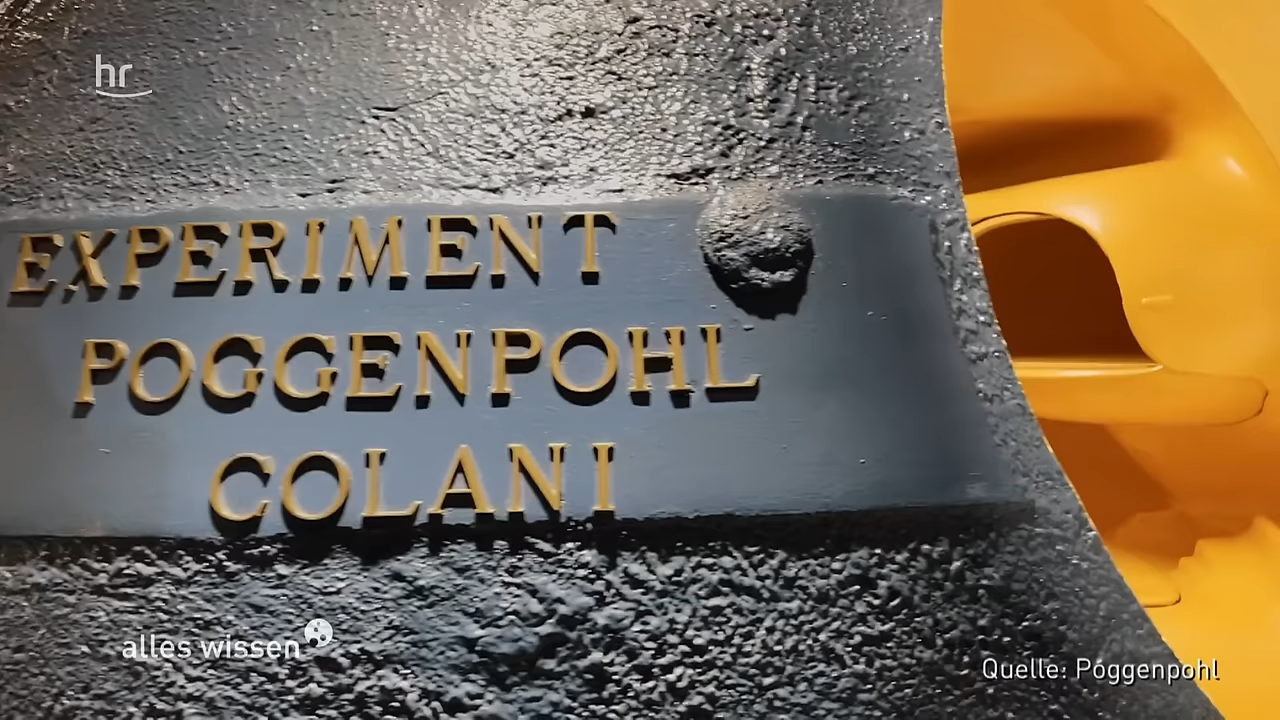 hr
EXPERIMENT
POGGENPOHL
COLANI
alles wissen
Quelle: Poggenpohl